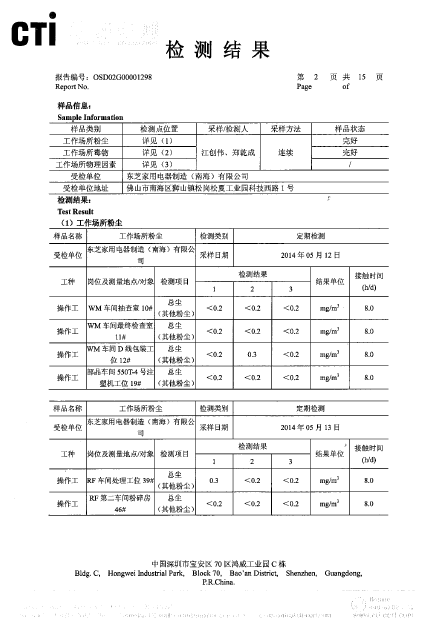 CTi
检 测 结 果
报告编号: OSD02G00001298 第 2 页 共 15 页
Report No. Page of
样品信息:
Sample Information
样品类别 检测点位置 采样/检测人 采样方法 样品状态
工作场所粉尘 详见（1） 完好
工作场所毒物 详见（2） 江创伟、郑乾成 连续 完好
工作场所物理因素 详见（3） /
受检单位 东芝家用电器制造（南海）有限公司
受检单位地址 佛山市南海区狮山镇松岗松夏工业园科技西路 1 号
检测结果:
Test Result
（1）工作场所粉尘
样品名称 工作场所粉尘 检测类别 定期检测
受检单位 东芝家用电器制造（南海）有限公司 采样日期 2014 年 05 月 12 日
工种 岗位及测量地点/对象 检测项目 检测结果 结果单位 接触时间(h/d)
1 2 3
操作工 WM 车间抽查室 10# 总尘（其他粉尘） <0.2 <0.2 <0.2 mg/m³ 8.0
操作工 WM 车间最终检查室 11# 总尘（其他粉尘） <0.2 <0.2 <0.2 mg/m³ 8.0
操作工 WM 车间 D 线包装工位 12# 总尘（其他粉尘） <0.2 0.3 <0.2 mg/m³ 8.0
操作工 部品车间 550T-4 号注塑机工位 19# 总尘（其他粉尘） <0.2 <0.2 <0.2 mg/m³ 8.0
样品名称 工作场所粉尘 检测类别 定期检测
受检单位 东芝家用电器制造（南海）有限公司 采样日期 2014 年 05 月 13 日
工种 岗位及测量地点/对象 检测项目 检测结果 结果单位 接触时间(h/d)
1 2 3
操作工 RF 车间处理工位 39# 总尘（其他粉尘） 0.3 <0.2 <0.2 mg/m³ 8.0
操作工 RF 第二车间粉碎房 46# 总尘（其他粉尘） <0.2 <0.2 <0.2 mg/m³ 8.0
中国深圳市宝安区 70 区鸿威工业园 C 栋
Bldg. C, Hongwei Industrial Park, Block 70, Bao'an District, Shenzhen, Guangdong,
P.R.China.